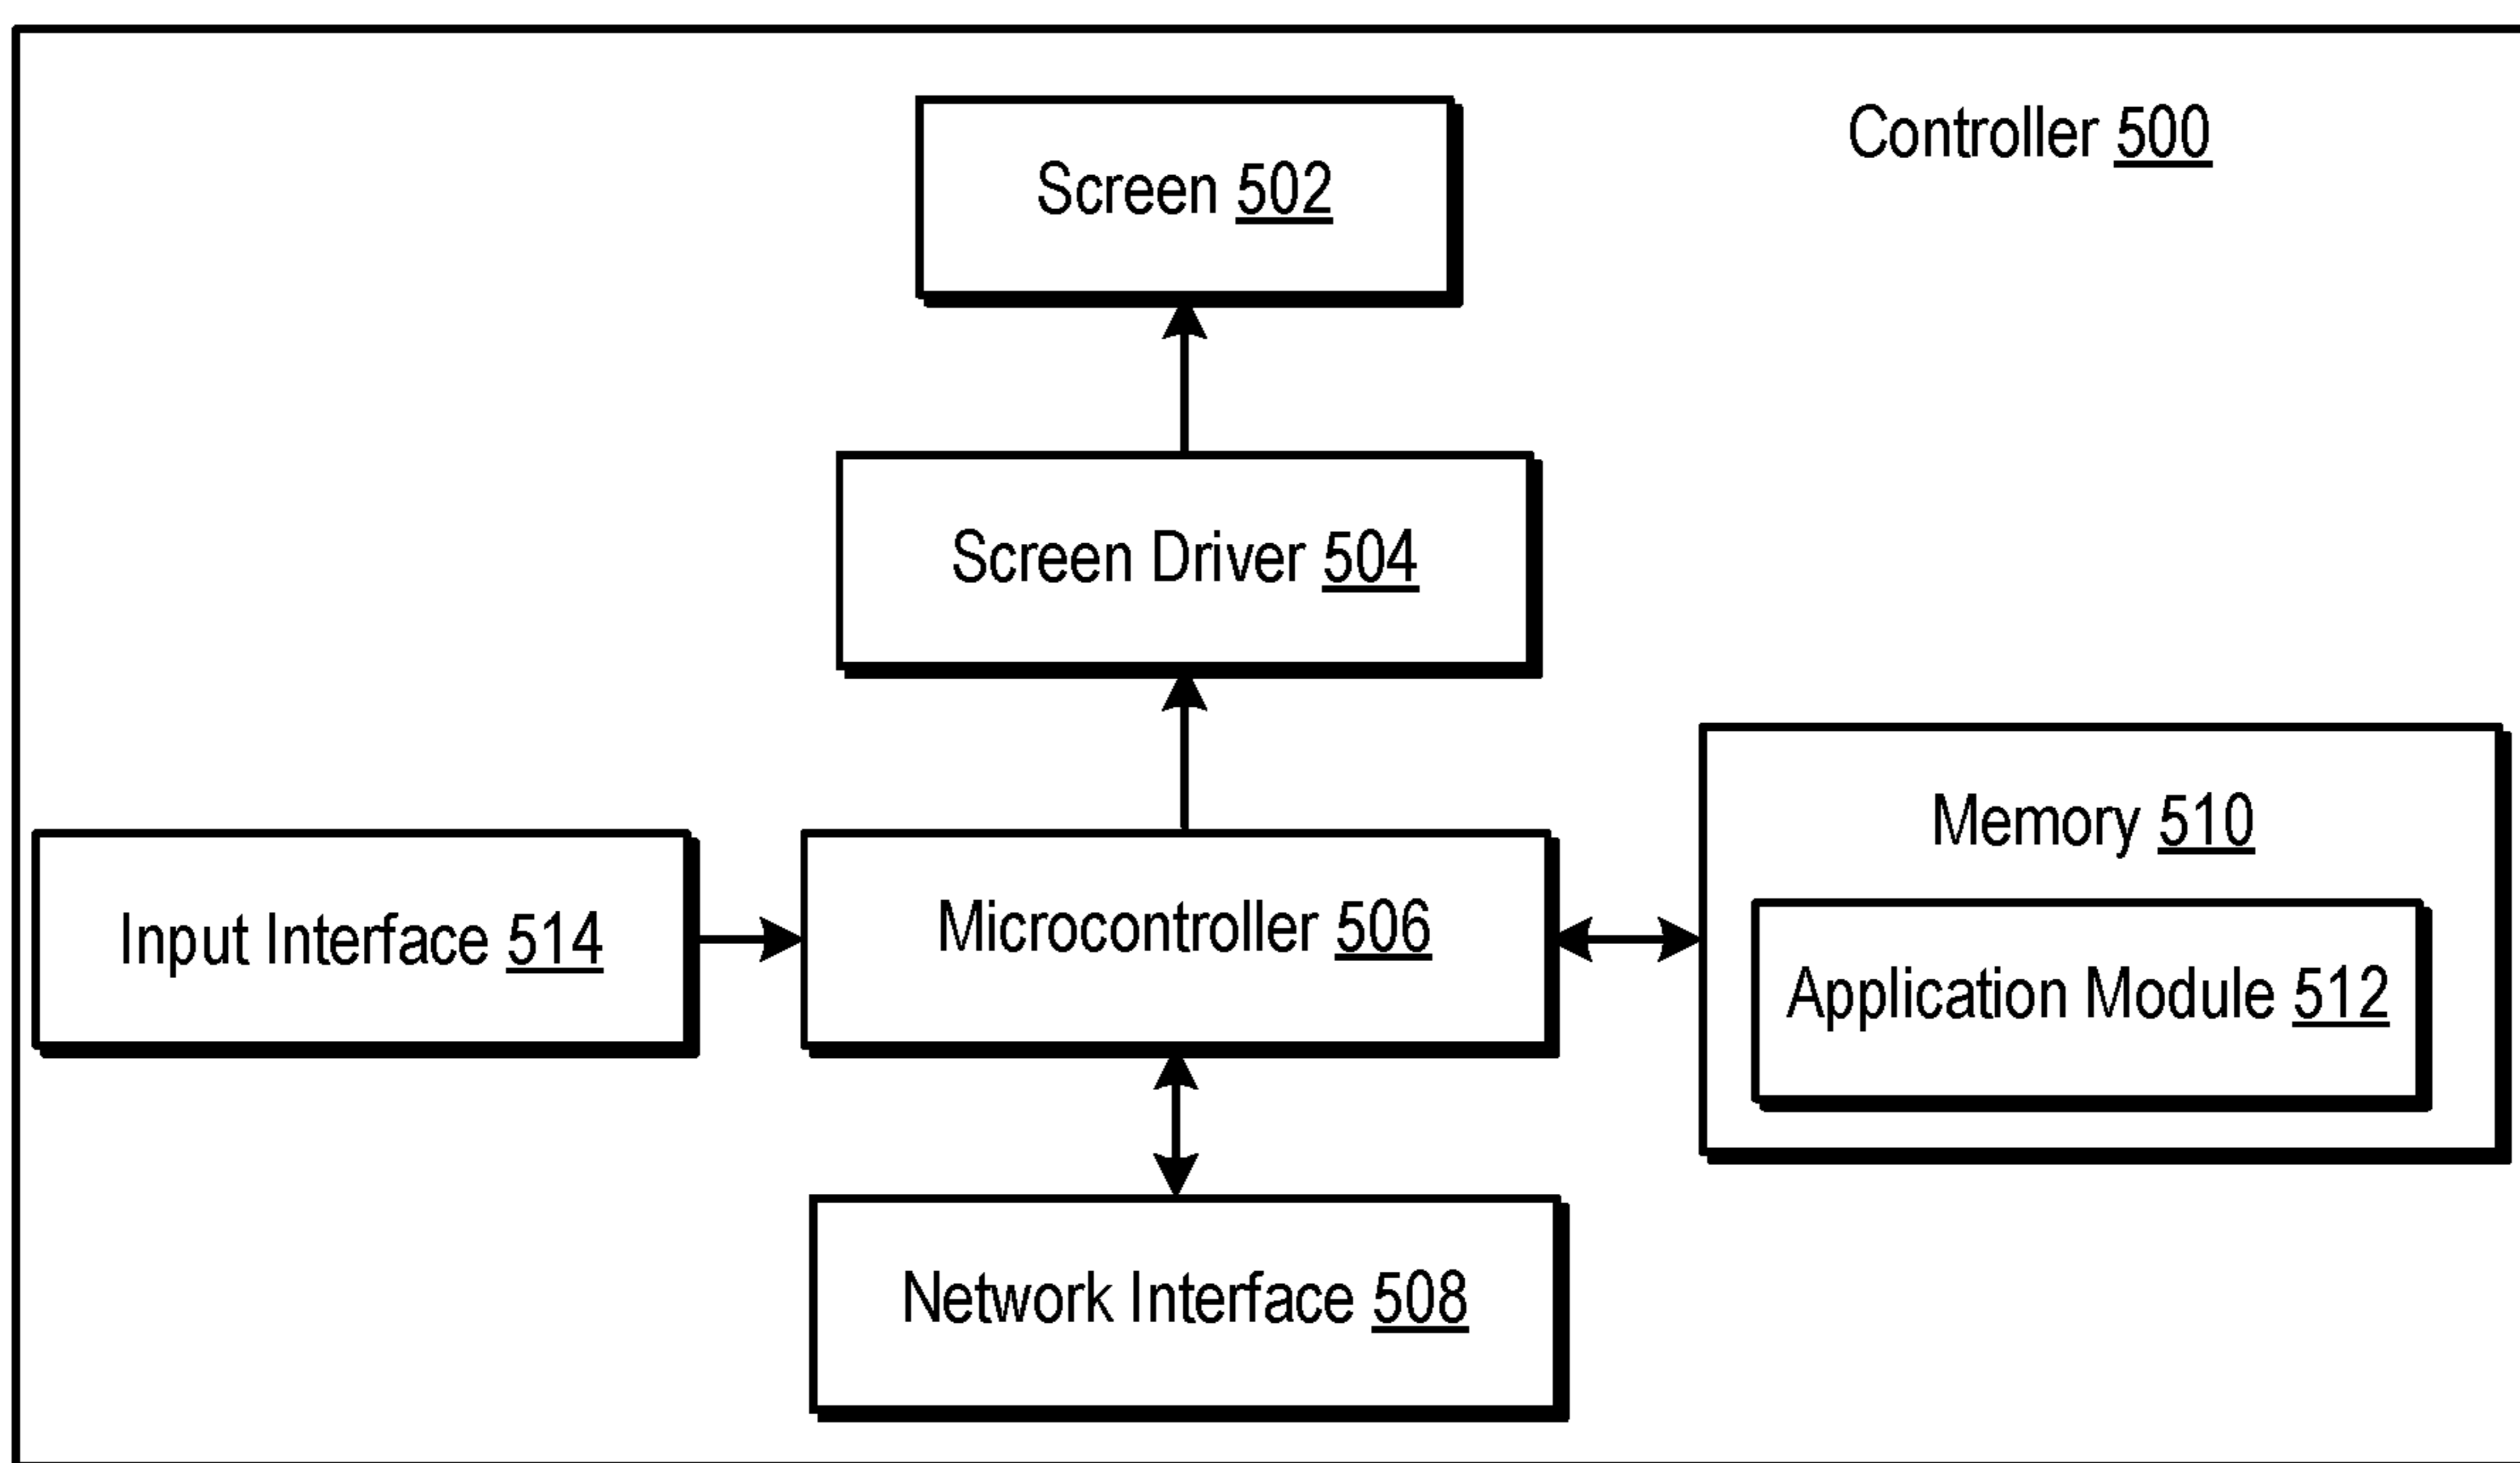 Controller 500
Screen 502
Screen Driver 504
Memory 510
Input Interface 514
Microcontroller 506
Application Module 512
Network Interface 508